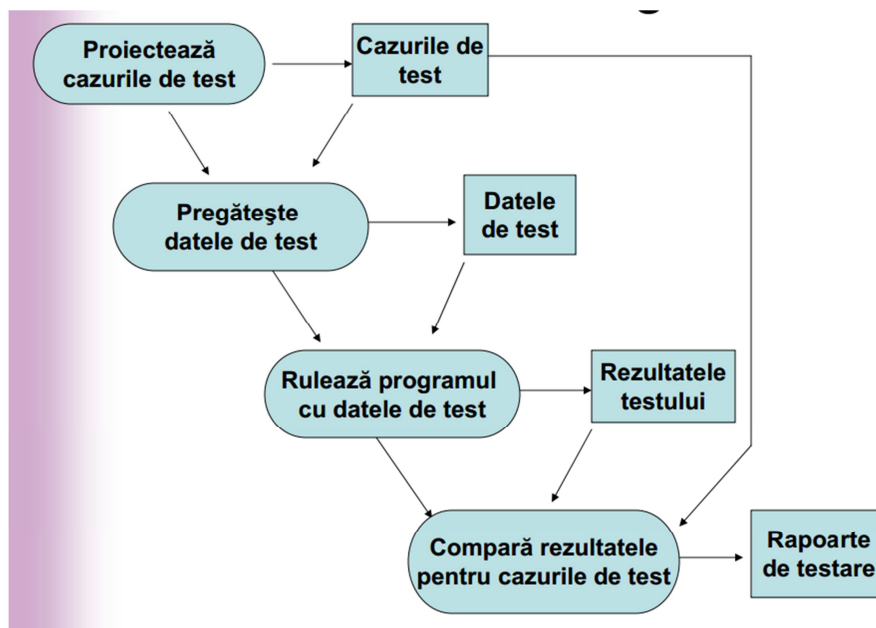 Proiectează
cazurile de test
Cazurile de
test
Pregăteşte
datele de test
Datele
de test
Rulează programul
cu datele de test
Rezultatele
testului
Compară rezultatele
pentru cazurile de test
Rapoarte
de testare